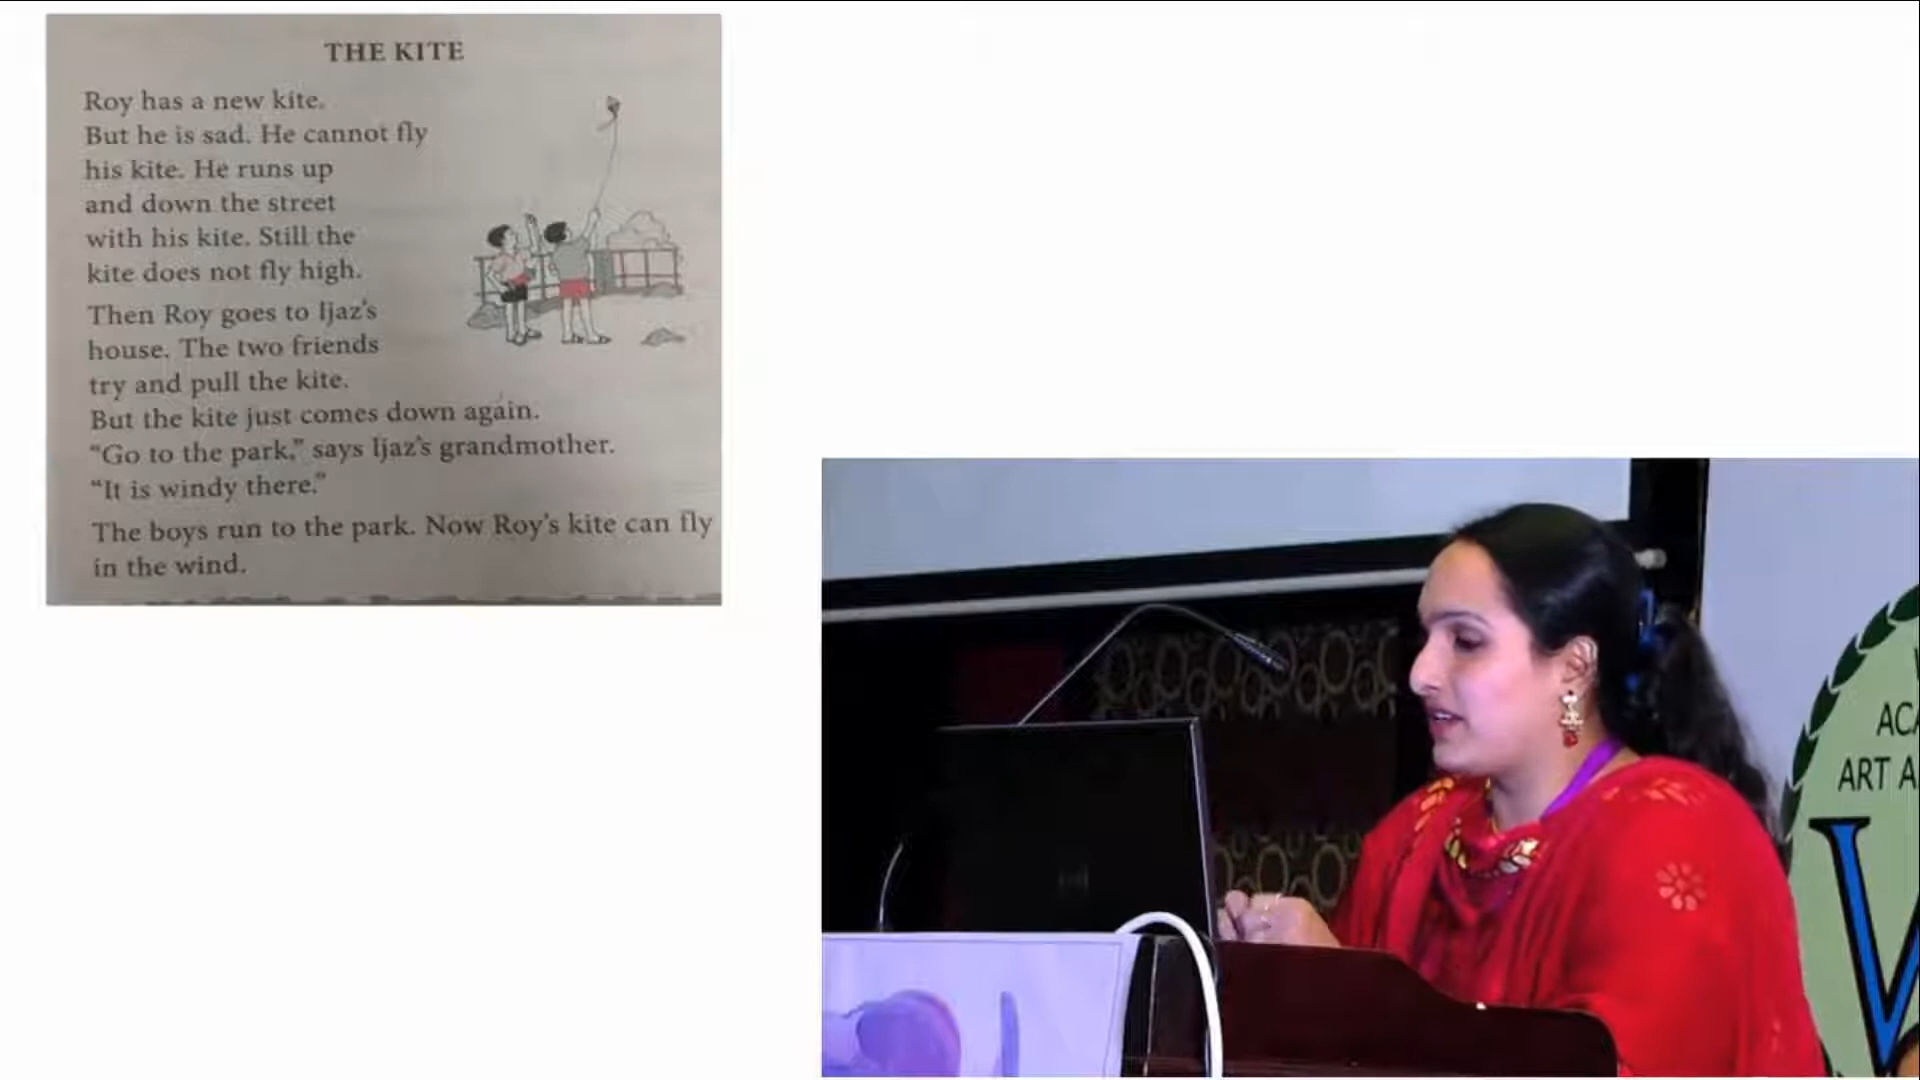 THE KITE
Roy has a new kite.
But he is sad. He cannot fly
his kite. He runs up
and down the street
with his kite. Still the
kite does not fly high.
Then Roy goes to Ijaz's
house. The two friends
try and pull the kite.
But the kite just comes down again.
"Go to the park," says Ijaz's grandmother.
"It is windy there."
The boys run to the park. Now Roy's kite can fly
in the wind.
ART